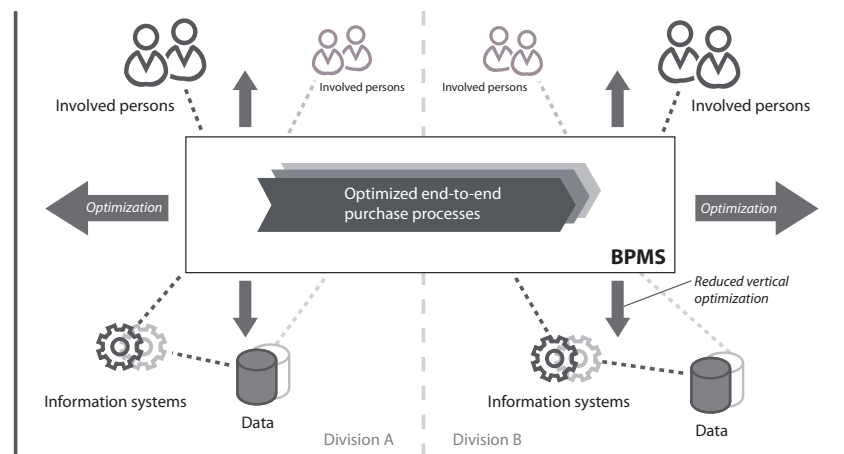 Involved persons
Involved persons
Involved persons
Involved persons
Optimization
Optimized end-to-end
purchase processes
Optimization
BPMS
Reduced vertical
optimization
Information systems
Data
Information systems
Data
Division A
Division B